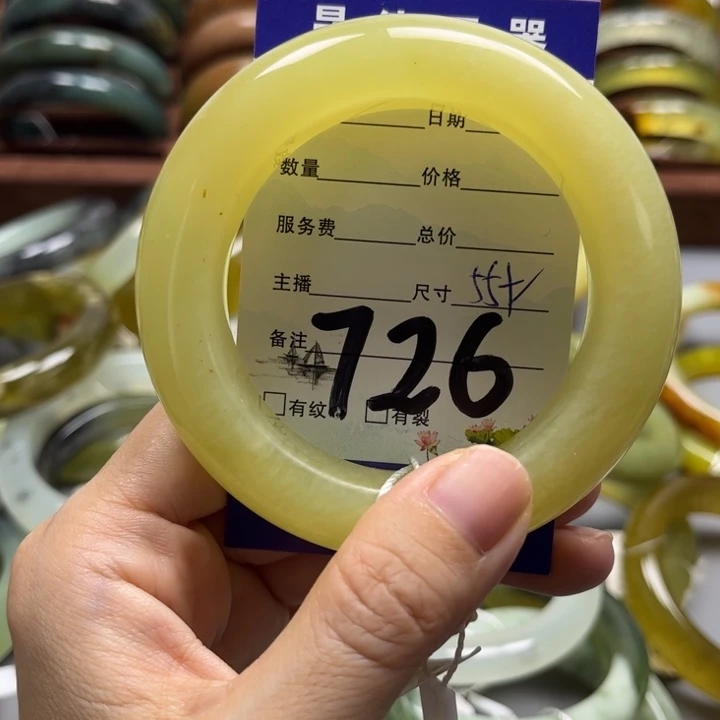 日期
数量 价格
服务费 总价
主播 尺寸 55+
备注 726
□有纹 □有裂